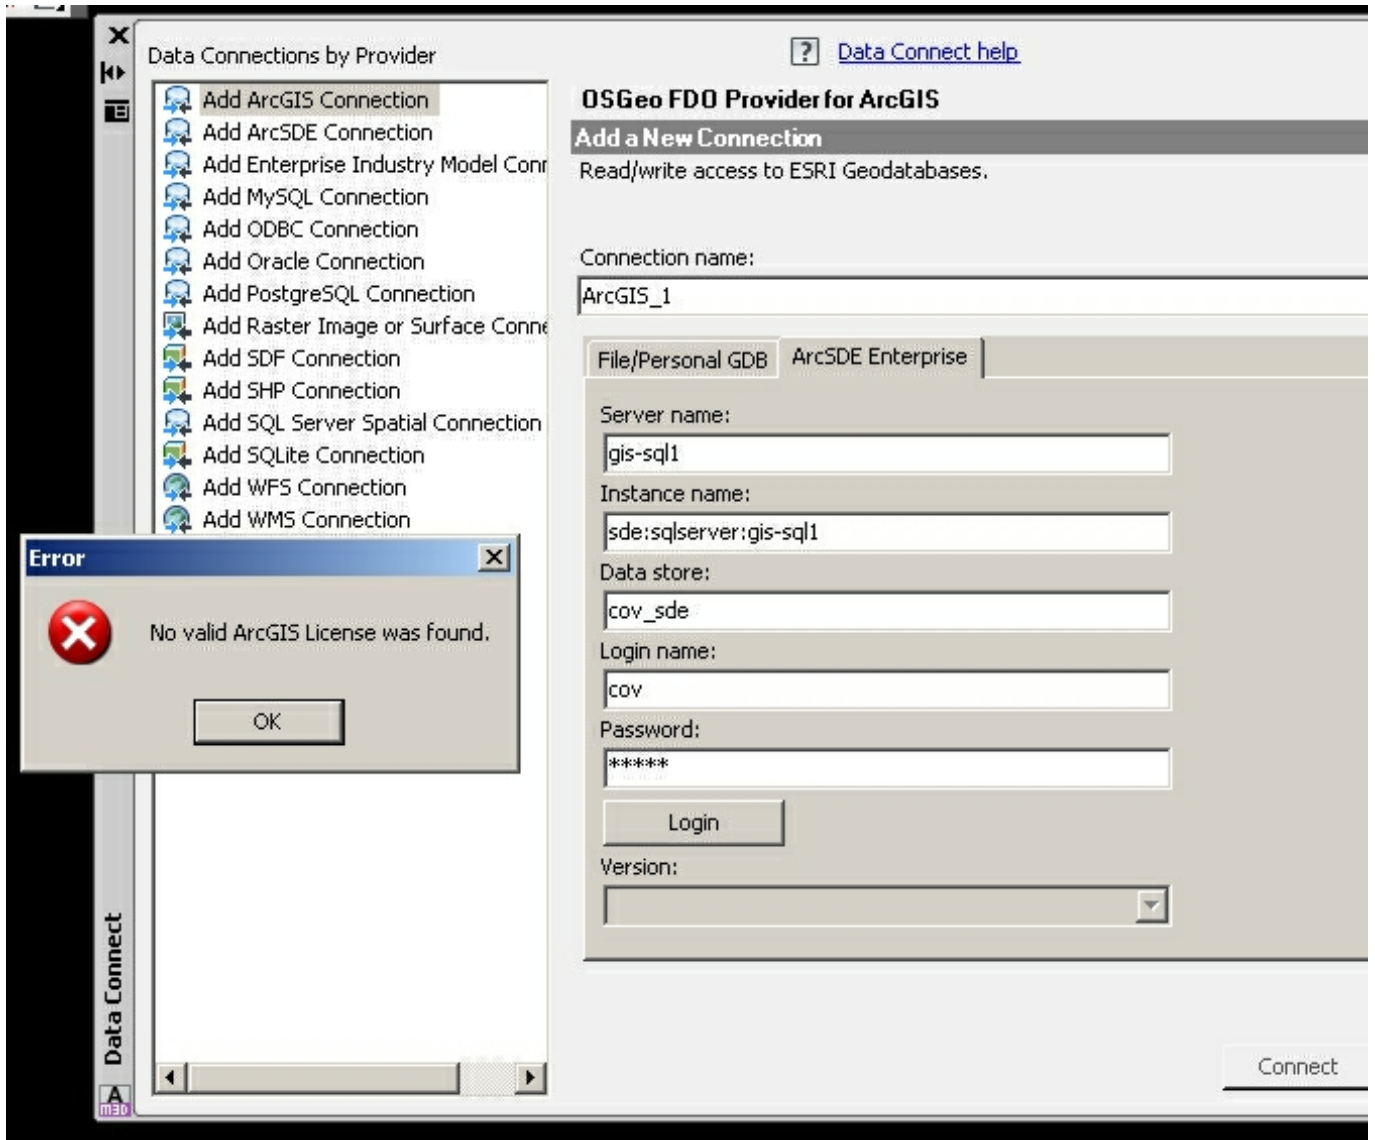 Data Connections by Provider
? Data Connect help
Add ArcGIS Connection
Add ArcSDE Connection
Add Enterprise Industry Model Conn
Add MySQL Connection
Add ODBC Connection
Add Oracle Connection
Add PostgreSQL Connection
Add Raster Image or Surface Conne
Add SDF Connection
Add SHP Connection
Add SQL Server Spatial Connection
Add SQLite Connection
Add WFS Connection
Add WMS Connection
OSGeo FDO Provider for ArcGIS
Add a New Connection
Read/write access to ESRI Geodatabases.
Connection name:
ArcGIS_1
File/Personal GDB
ArcSDE Enterprise
Server name:
gis-sql1
Instance name:
sde:sqlserver:gis-sql1
Data store:
cov_sde
Login name:
cov
Password:
*****
Login
Version:
Connect
Error
No valid ArcGIS License was found.
OK
Data Connect
A
M3D